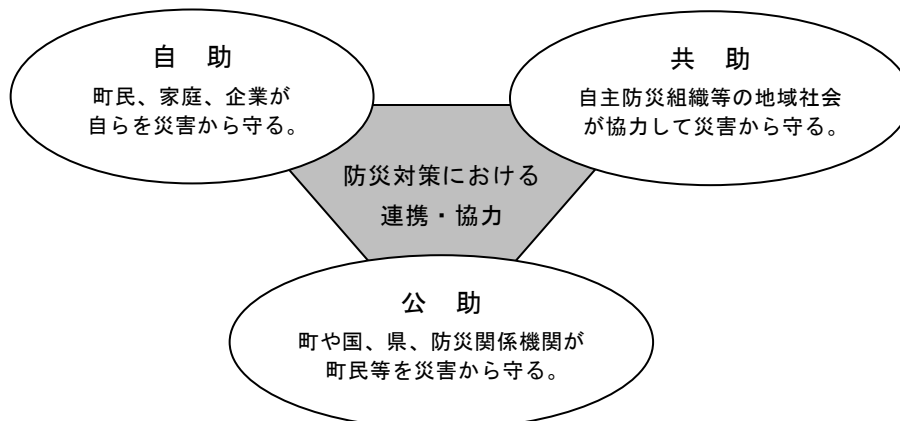 自　助
町民、家庭、企業が
自らを災害から守る。
共　助
自主防災組織等の地域社会
が協力して災害から守る。
防災対策における
連携・協力
公　助
町や国、県、防災関係機関が
町民等を災害から守る。